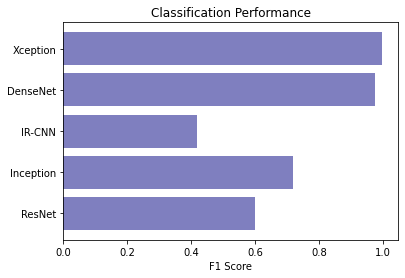 Classification Performance
Xception
DenseNet
IR-CNN
Inception
ResNet
0.0 0.2 0.4 0.6 0.8 1.0
F1 Score